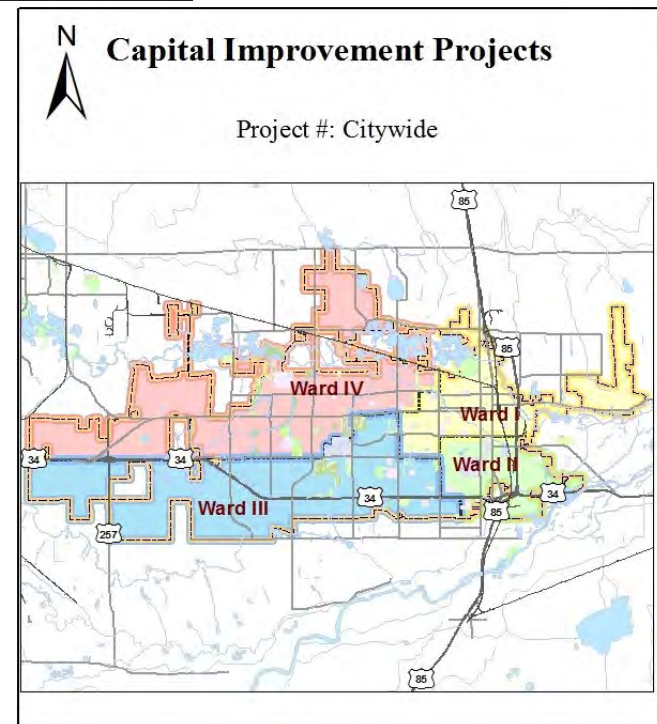 N
Capital Improvement Projects
Project #: Citywide
85
85
Ward IV
Ward I
34
34
Ward II
34
34
Ward III
85
257
85